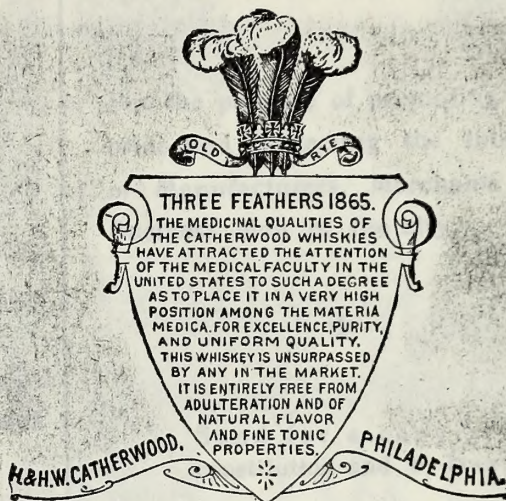 OLD RYE
THREE FEATHERS 1865.
THE MEDICINAL QUALITIES OF
THE CATHERWOOD WHISKIES
HAVE ATTRACTED THE ATTENTION
OF THE MEDICAL FACULTY IN THE
UNITED STATES TO SUCH A DEGREE
AS TO PLACE IT IN A VERY HIGH
POSITION AMONG THE MATERIA
MEDICA. FOR EXCELLENCE, PURITY,
AND UNIFORM QUALITY.
THIS WHISKEY IS UNSURPASSED
BY ANY IN THE MARKET.
IT IS ENTIRELY FREE FROM
ADULTERATION AND OF
NATURAL FLAVOR
AND FINE TONIC
PROPERTIES.
H. & H.W. CATHERWOOD. PHILADELPHIA.